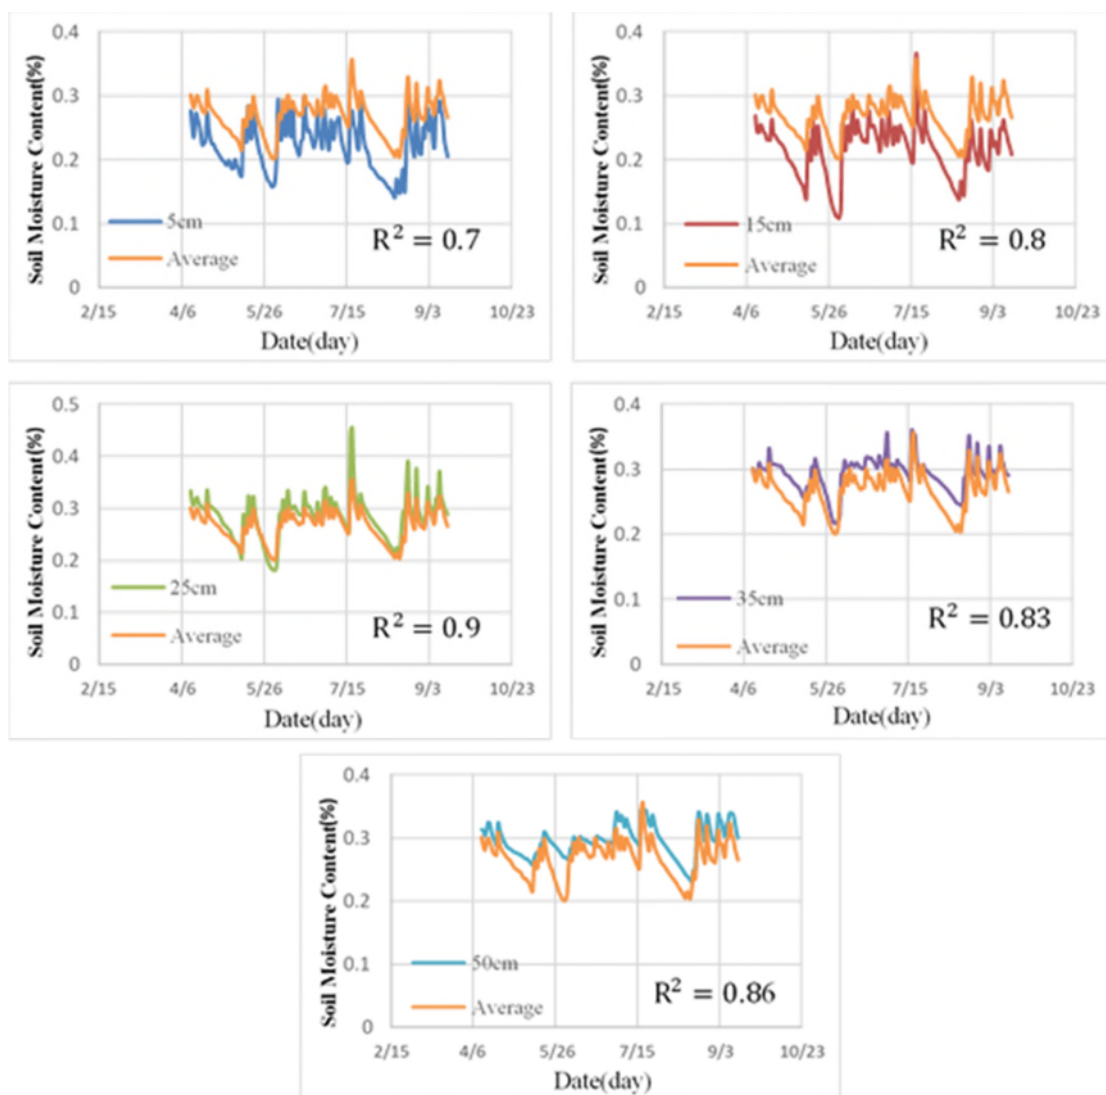 Soil Moisture Content(%)
0.4
0.3
0.2
0.1
0
5cm
Average
R² = 0.7
2/15 4/6 5/26 7/15 9/3 10/23
Date(day)
Soil Moisture Content(%)
0.4
0.3
0.2
0.1
0
15cm
Average
R² = 0.8
2/15 4/6 5/26 7/15 9/3 10/23
Date(day)
Soil Moisture Content(%)
0.5
0.4
0.3
0.2
0.1
0
25cm
Average
R² = 0.9
2/15 4/6 5/26 7/15 9/3 10/23
Date(day)
Soil Moisture Content(%)
0.4
0.3
0.2
0.1
0
35cm
Average
R² = 0.83
2/15 4/6 5/26 7/15 9/3 10/23
Date(day)
Soil Moisture Content(%)
0.4
0.3
0.2
0.1
0
50cm
Average
R² = 0.86
2/15 4/6 5/26 7/15 9/3 10/23
Date(day)